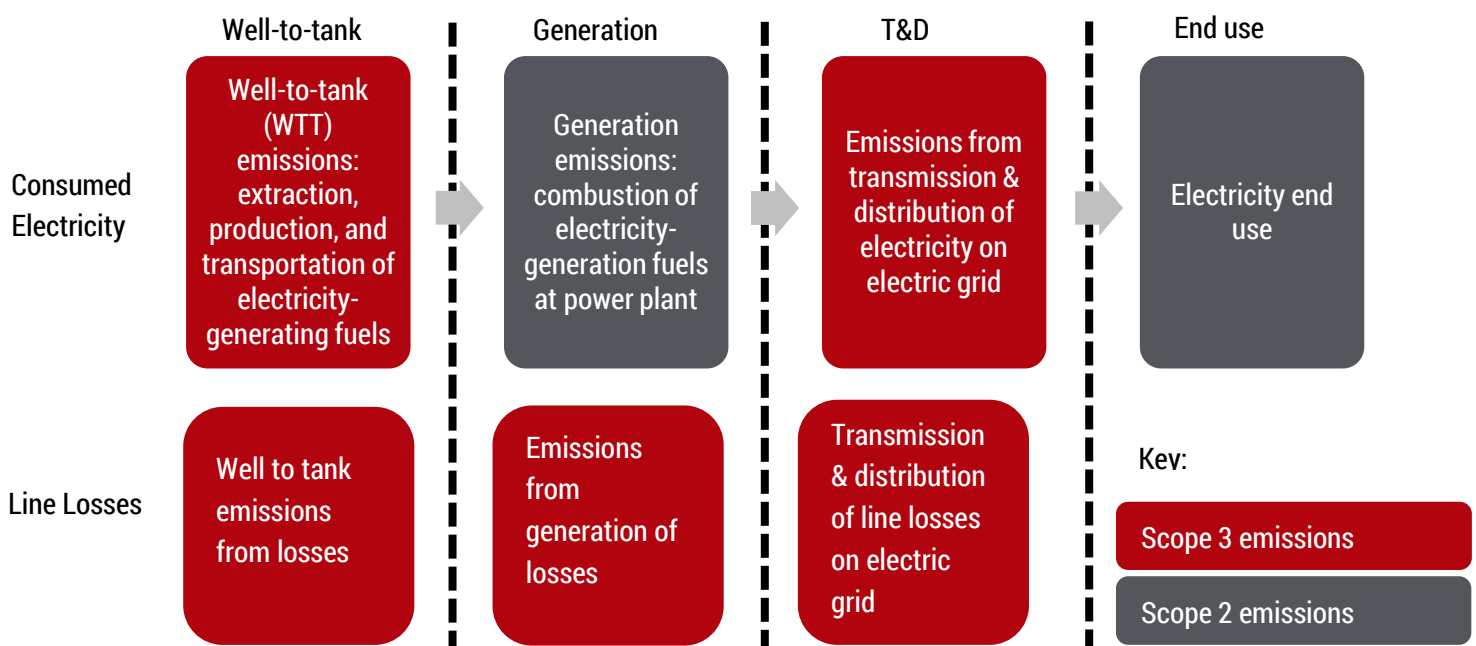 Well-to-tank
Generation
T&D
End use
Consumed
Electricity
Well-to-tank
(WTT)
emissions:
extraction,
production, and
transportation of
electricity-
generating fuels
Generation
emissions:
combustion of
electricity-
generation fuels
at power plant
Emissions from
transmission &
distribution of
electricity on
electric grid
Electricity end
use
Line Losses
Well to tank
emissions
from losses
Emissions
from
generation of
losses
Transmission
& distribution
of line losses
on electric
grid
Key:
Scope 3 emissions
Scope 2 emissions